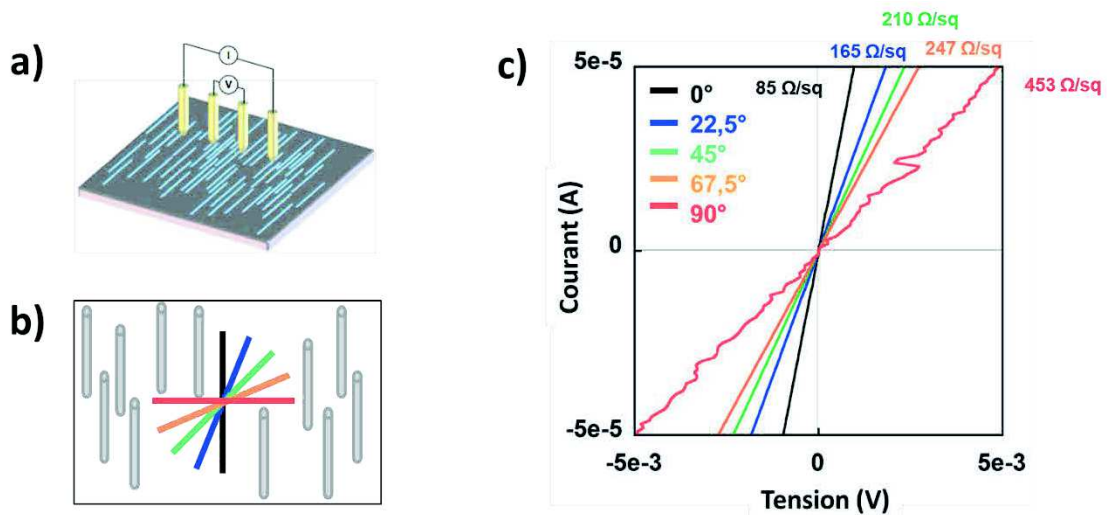 a)
I
V
b)
c)
210 Ω/sq
165 Ω/sq
247 Ω/sq
5e-5
85 Ω/sq
453 Ω/sq
0°
22,5°
45°
67,5°
90°
Courant (A)
0
-5e-5
-5e-3
0
5e-3
Tension (V)